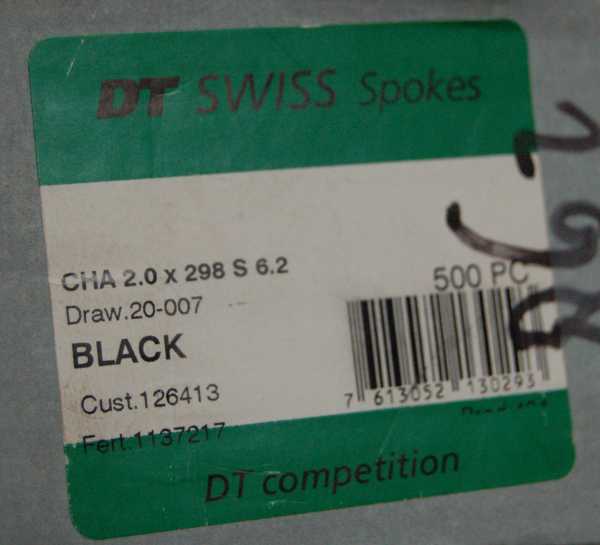 DT SWISS Spokes
CHA 2.0 x 298 S 6.2
500 PC
Draw.20-007
BLACK
Cust.126413
7 613052 130293
Fert.1137217
DT competition